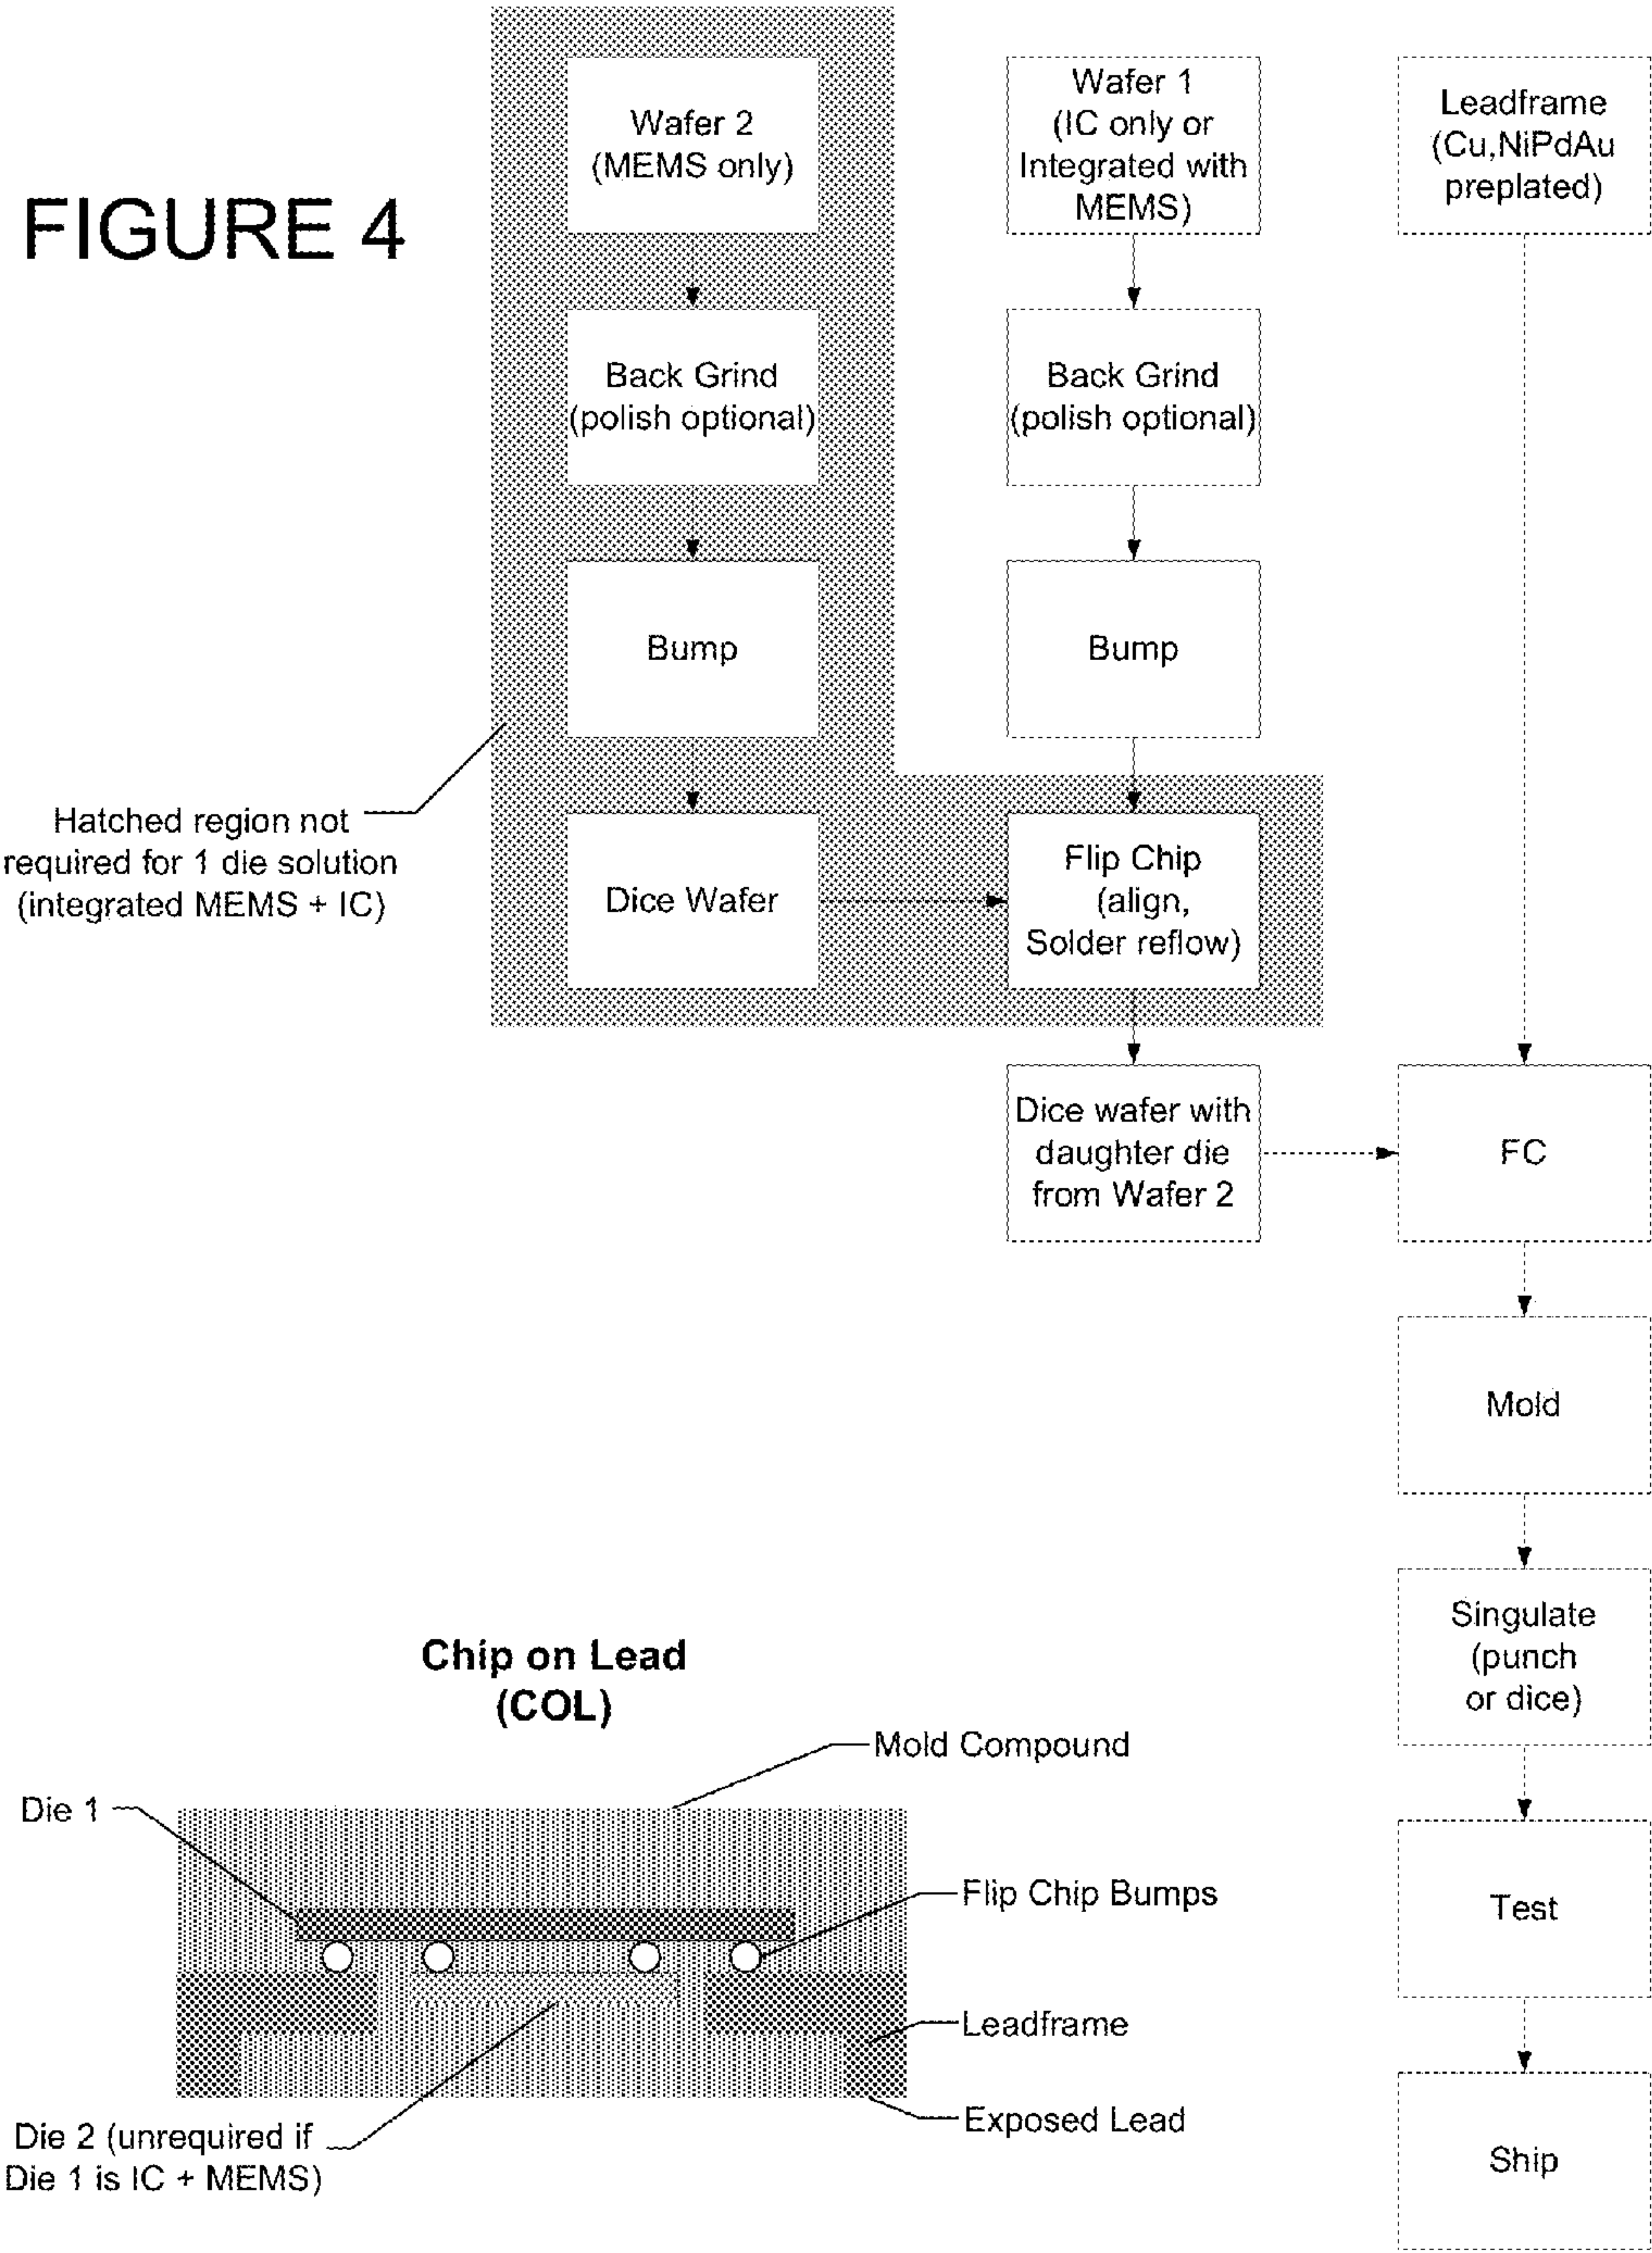 FIGURE 4
Wafer 2
(MEMS only)
Wafer 1
(IC only or
Integrated with
MEMS)
Leadframe
(Cu,NiPdAu
preplated)
Back Grind
(polish optional)
Back Grind
(polish optional)
Bump
Bump
Hatched region not
required for 1 die solution
(integrated MEMS + IC)
Dice Wafer
Flip Chip
(align,
Solder reflow)
Dice wafer with
daughter die
from Wafer 2
FC
Mold
Singulate
(punch
or dice)
Test
Ship
Chip on Lead
(COL)
Mold Compound
Die 1
Flip Chip Bumps
Leadframe
Exposed Lead
Die 2 (unrequired if
Die 1 is IC + MEMS)